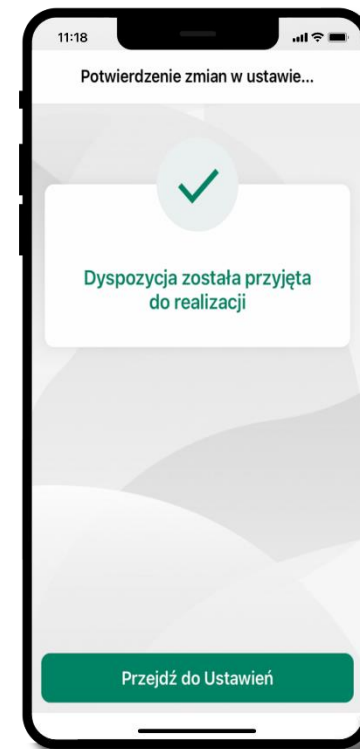 11:18
Potwierdzenie zmian w ustawie...
Dyspozycja została przyjęta
do realizacji
Przejdź do Ustawień